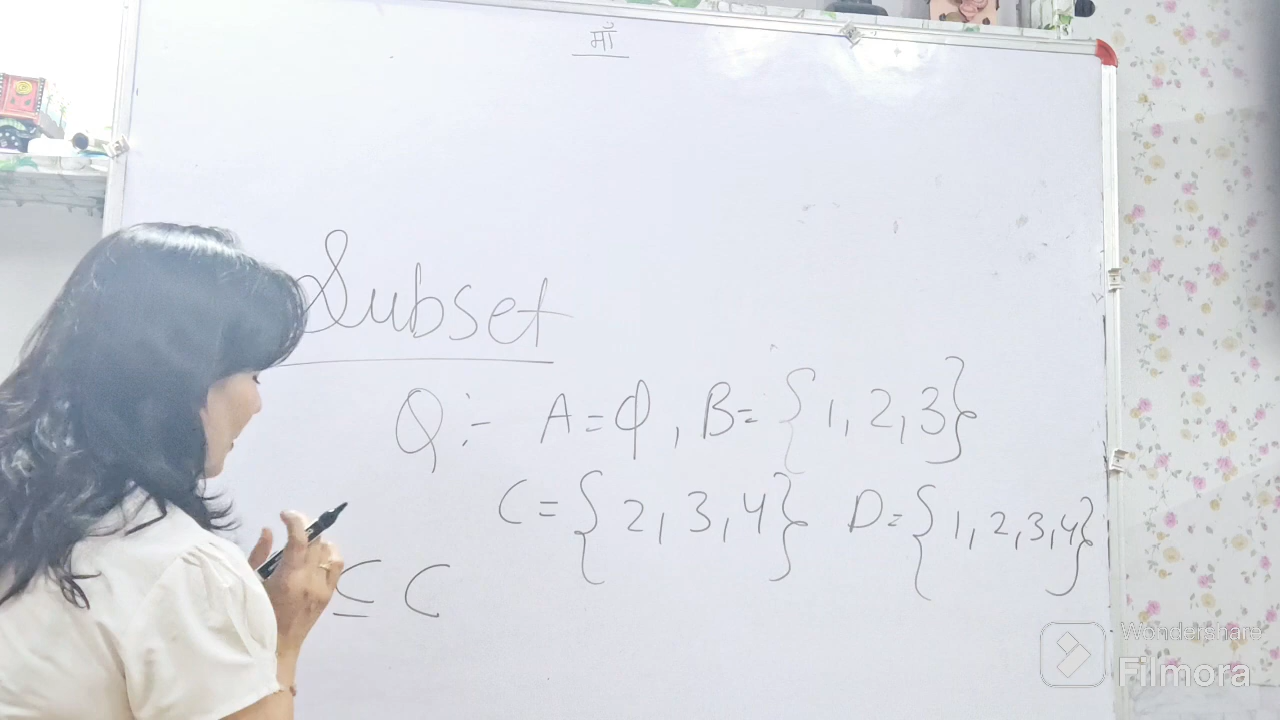 माँ
Subset
Q:- A = φ, B = {1, 2, 3}
C = {2, 3, 4} D = {1, 2, 3, 4}
⊆ C
Wondershare
Filmora